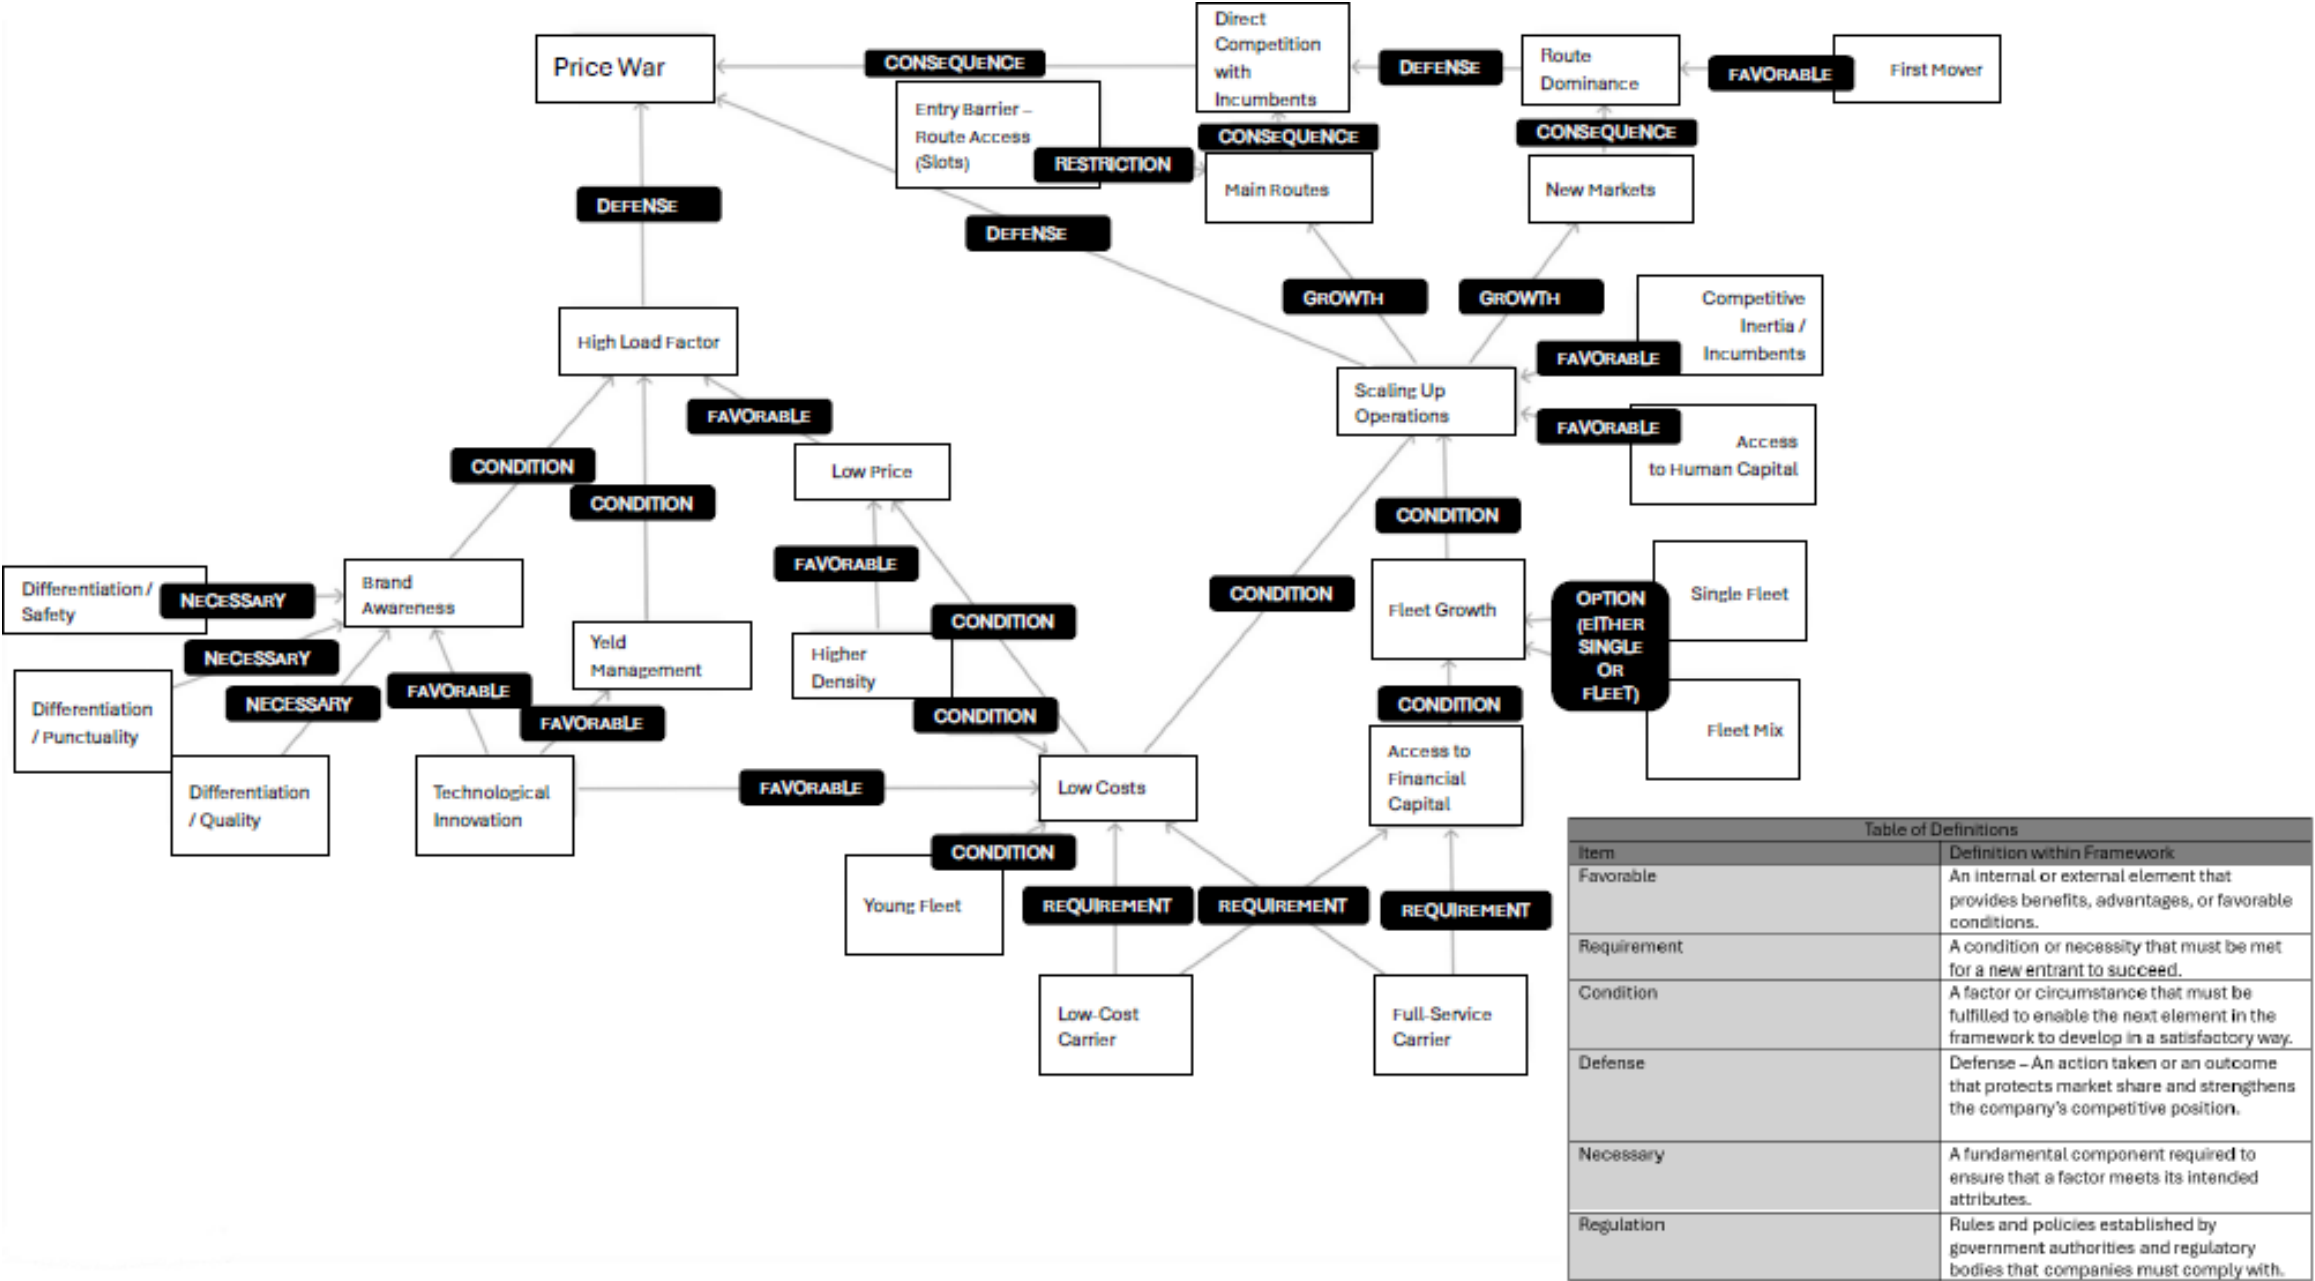 Price War
CONSEQUENCE
Direct
Competition
with
Incumbents
DEFENSE
Route
Dominance
FAVORABLE
First Mover
Entry Barrier –
Route Access
(Slots)
RESTRICTION
CONSEQUENCE
Main Routes
CONSEQUENCE
New Markets
DEFENSE
DEFENSE
GROWTH
GROWTH
Competitive
Inertia /
Incumbents
FAVORABLE
High Load Factor
Scaling Up
Operations
FAVORABLE
Access
to Human Capital
FAVORABLE
CONDITION
CONDITION
Low Price
CONDITION
FAVORABLE
CONDITION
CONDITION
Differentiation /
Safety
NECESSARY
Brand
Awareness
NECESSARY
Differentiation
/ Punctuality
NECESSARY
FAVORABLE
FAVORABLE
Yeld
Management
Higher
Density
CONDITION
Fleet Growth
OPTION
(EITHER
SINGLE
OR
FLEET)
Single Fleet
Fleet Mix
CONDITION
Differentiation
/ Quality
Technological
Innovation
FAVORABLE
Low Costs
Access to
Financial
Capital
CONDITION
Young Fleet
REQUIREMENT
REQUIREMENT
REQUIREMENT
Low-Cost
Carrier
Full-Service
Carrier
Table of Definitions
Item
Definition within Framework
Favorable
An internal or external element that
provides benefits, advantages, or favorable
conditions.
Requirement
A condition or necessity that must be met
for a new entrant to succeed.
Condition
A factor or circumstance that must be
fulfilled to enable the next element in the
framework to develop in a satisfactory way.
Defense
Defense – An action taken or an outcome
that protects market share and strengthens
the company's competitive position.
Necessary
A fundamental component required to
ensure that a factor meets its intended
attributes.
Regulation
Rules and policies established by
government authorities and regulatory
bodies that companies must comply with.